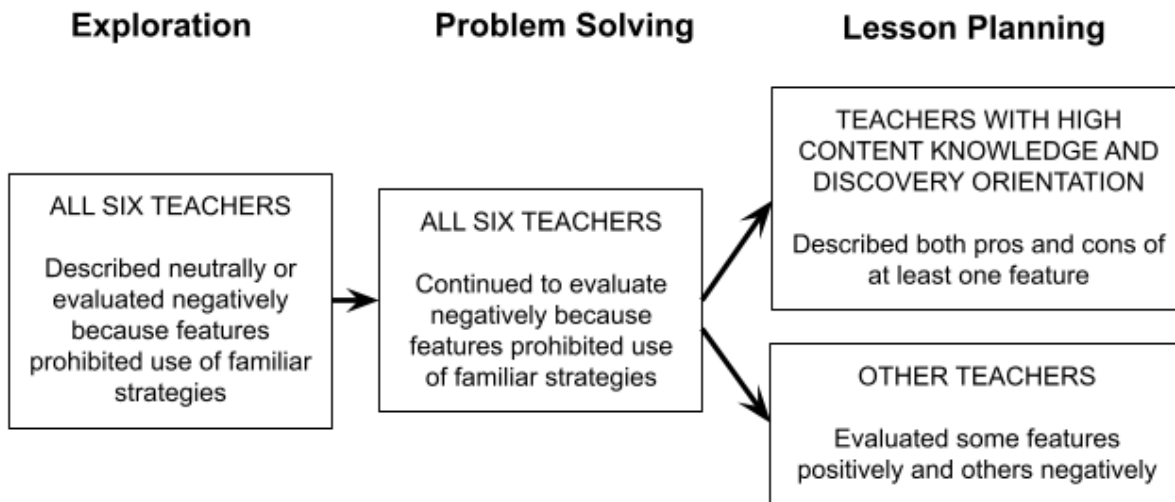 Exploration
Problem Solving
Lesson Planning
ALL SIX TEACHERS
Described neutrally or
evaluated negatively
because features
prohibited use of familiar
strategies
ALL SIX TEACHERS
Continued to evaluate
negatively because
features prohibited use
of familiar strategies
TEACHERS WITH HIGH
CONTENT KNOWLEDGE AND
DISCOVERY ORIENTATION
Described both pros and cons of
at least one feature
OTHER TEACHERS
Evaluated some features
positively and others negatively